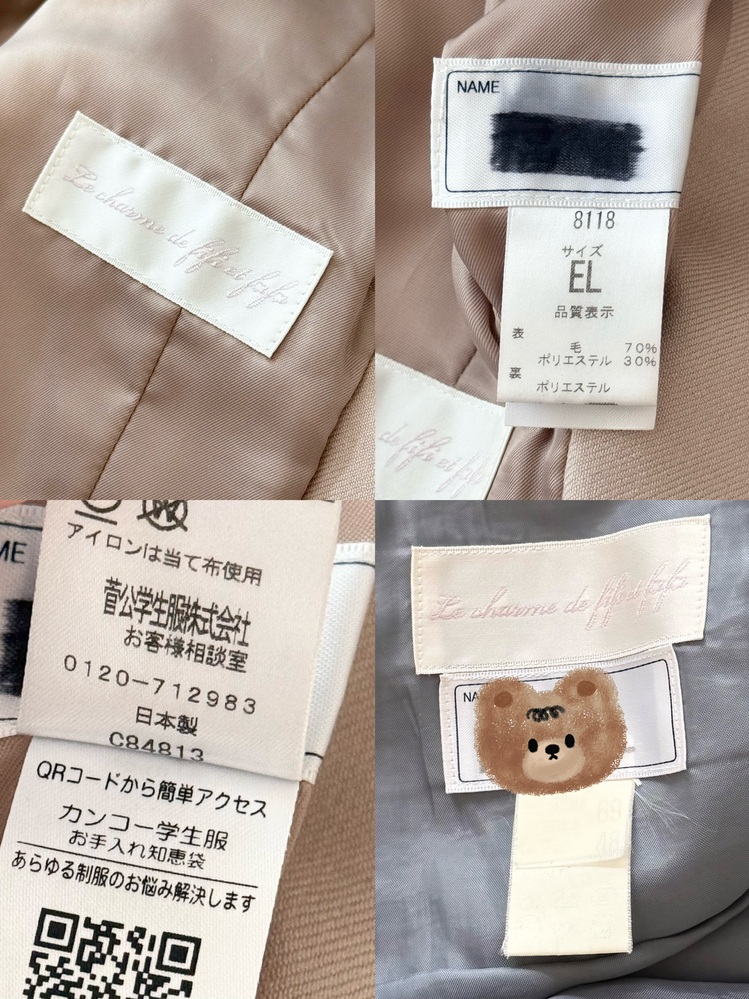 Le charme de fifi et fafa
NAME
8118
サイズ
EL
品質表示
表
毛 70%
ポリエステル 30%
裏
ポリエステル
de fifi et
ME
アイロンは当て布使用
菅公学生服株式会社
お客様相談室
0120-712983
日本製
C84813
QRコードから簡単アクセス
カンコー学生服
お手入れ知恵袋
あらゆる制服のお悩み解決します
Le charme de fifi et fafa
NA